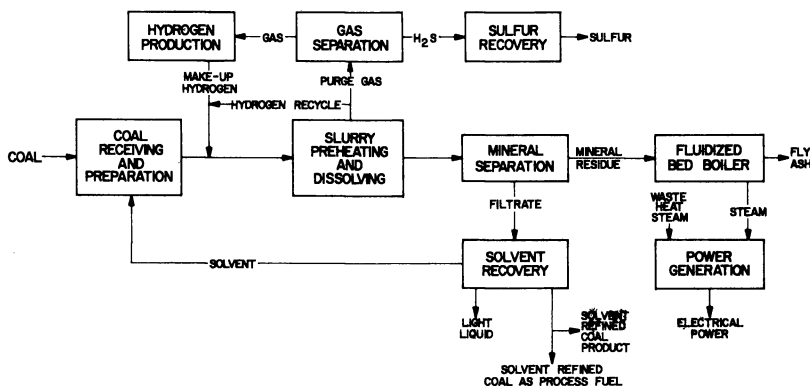 HYDROGEN
PRODUCTION
GAS
GAS
SEPARATION
H2S
SULFUR
RECOVERY
SULFUR
MAKE-UP
HYDROGEN
PURGE GAS
HYDROGEN RECYCLE
COAL
COAL
RECEIVING
AND
PREPARATION
SLURRY
PREHEATING
AND
DISSOLVING
MINERAL
SEPARATION
MINERAL
RESIDUE
FLUIDIZED
BED BOILER
FLY
ASH
FILTRATE
WASTE
HEAT
STEAM
STEAM
SOLVENT
SOLVENT
RECOVERY
POWER
GENERATION
LIGHT
LIQUID
SOLVENT
REFINED
COAL
PRODUCT
ELECTRICAL
POWER
SOLVENT REFINED
COAL AS PROCESS FUEL